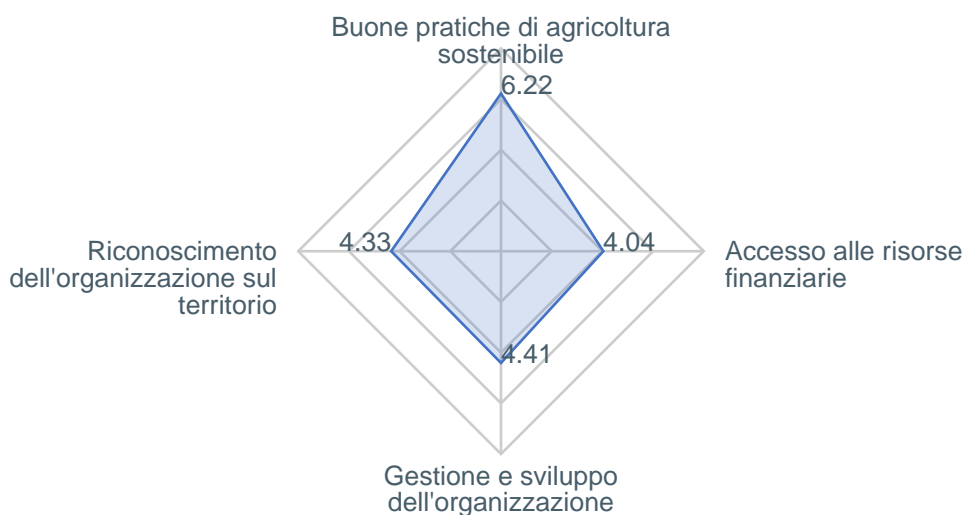 Buone pratiche di agricoltura
sostenibile
6.22
4.33
4.04
Riconoscimento
dell'organizzazione sul
territorio
Accesso alle risorse
finanziarie
4.41
Gestione e sviluppo
dell'organizzazione